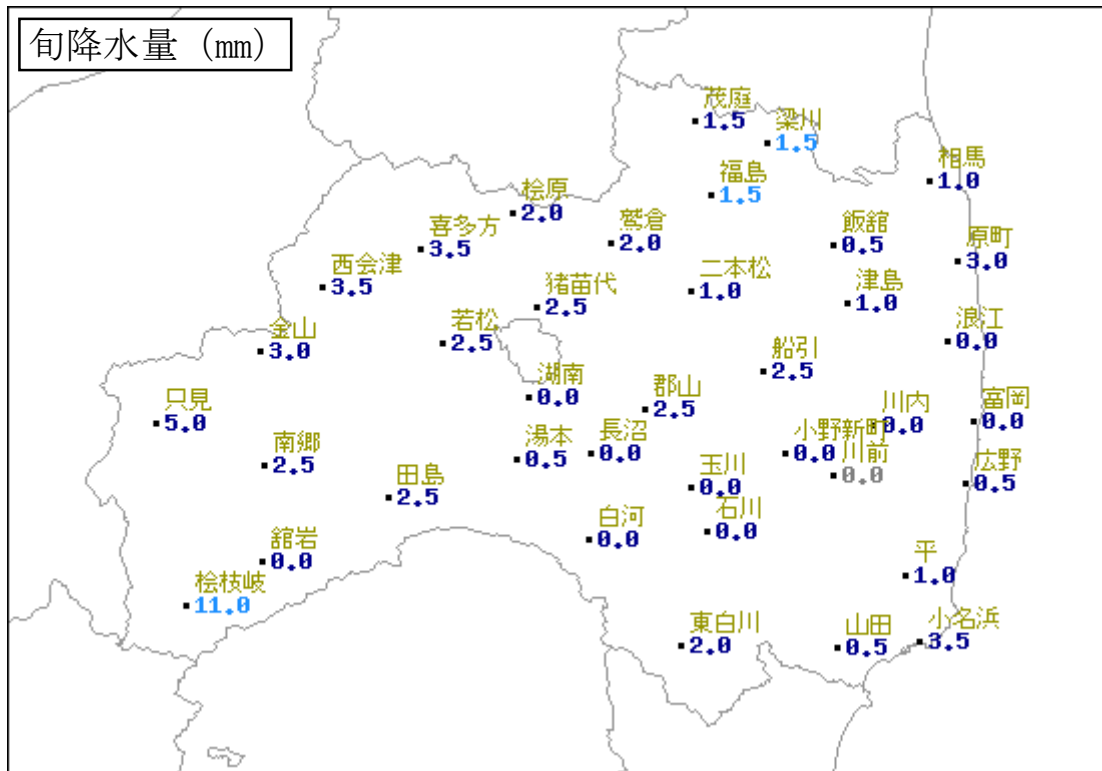 旬降水量 (mm)
茂庭
1.5
梁川
1.5
相馬
1.0
福島
1.5
桧原
2.0
鷲倉
2.0
喜多方
3.5
飯舘
0.5
原町
3.0
西会津
3.5
二本松
1.0
津島
1.0
猪苗代
2.5
若松
2.5
浪江
0.0
金山
3.0
船引
2.5
湖南
0.0
郡山
2.5
只見
5.0
川内
0.0
富岡
0.0
南郷
2.5
湯本
0.5
長沼
0.0
小野新町
0.0
川前
0.0
広野
0.5
田島
2.5
玉川
0.0
石川
0.0
白河
0.0
舘岩
0.0
平
1.0
桧枝岐
11.0
東白川
2.0
山田
0.5
小名浜
3.5